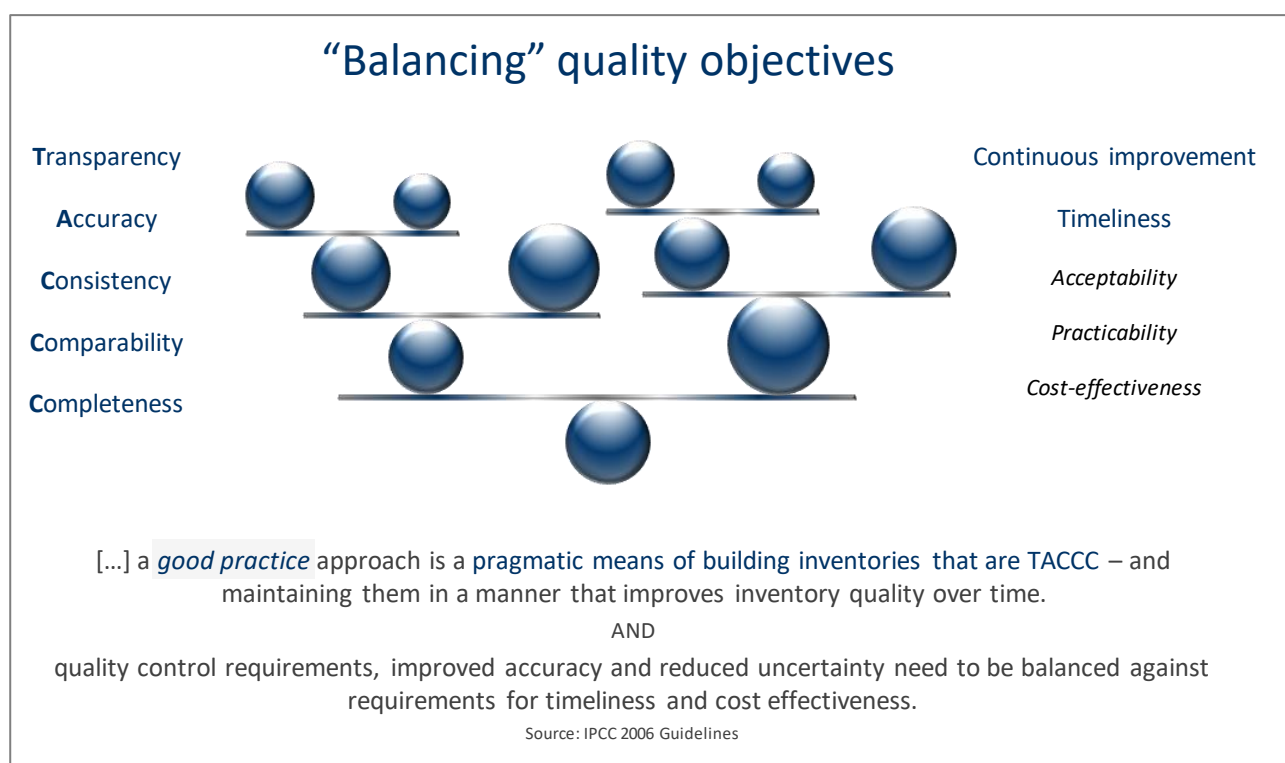 “Balancing” quality objectives
Transparency
Accuracy
Consistency
Comparability
Completeness
Continuous improvement
Timeliness
Acceptability
Practicability
Cost-effectiveness
[...] a good practice approach is a pragmatic means of building inventories that are TACCC – and
maintaining them in a manner that improves inventory quality over time.
AND
quality control requirements, improved accuracy and reduced uncertainty need to be balanced against
requirements for timeliness and cost effectiveness.
Source: IPCC 2006 Guidelines